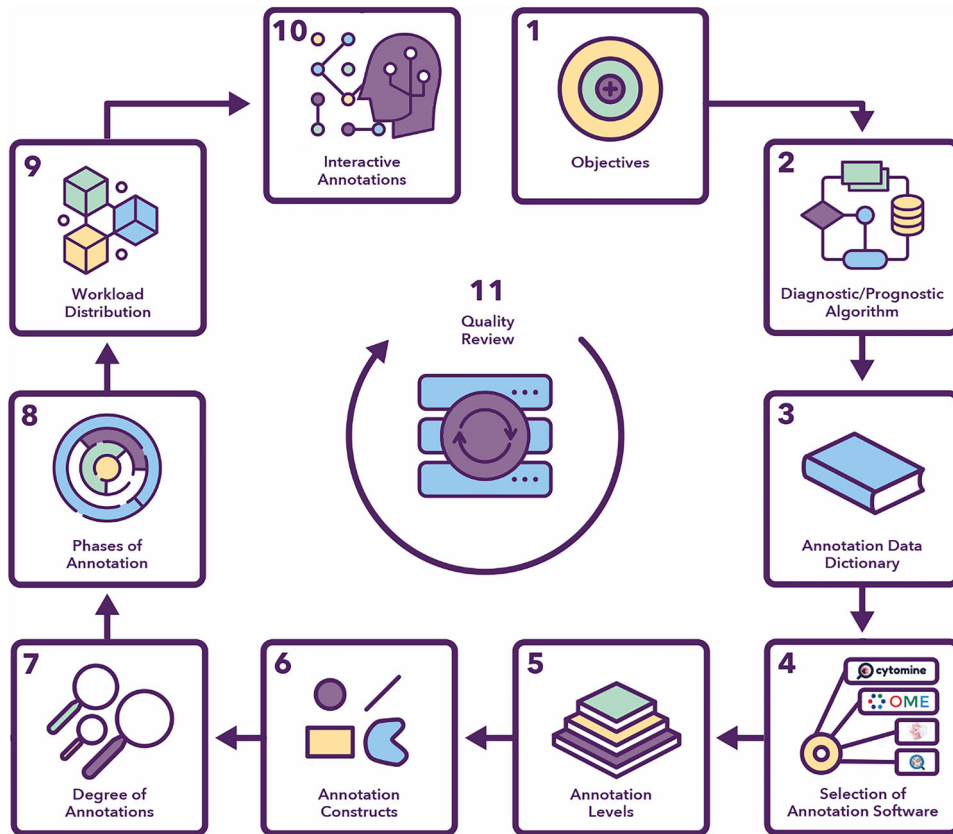 1
Objectives
2
Diagnostic/Prognostic
Algorithm
3
Annotation Data
Dictionary
4
cytomine
OME
Selection of
Annotation Software
5
Annotation
Levels
6
Annotation
Constructs
7
Degree of
Annotations
8
Phases of
Annotation
9
Workload
Distribution
10
Interactive
Annotations
11
Quality
Review